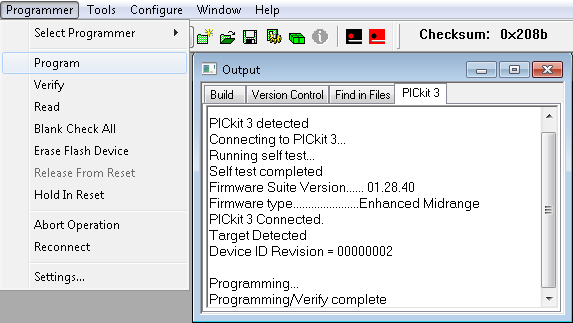 Programmer Tools Configure Window Help
Select Programmer
Program
Verify
Read
Blank Check All
Erase Flash Device
Release From Reset
Hold In Reset
Abort Operation
Reconnect
Settings...
Checksum: 0x208b
Output
Build Version Control Find in Files PICkit 3
PICkit 3 detected
Connecting to PICkit 3...
Running self test...
Self test completed
Firmware Suite Version...... 01.28.40
Firmware type......................Enhanced Midrange
PICkit 3 Connected.
Target Detected
Device ID Revision = 00000002
Programming...
Programming/Verify complete